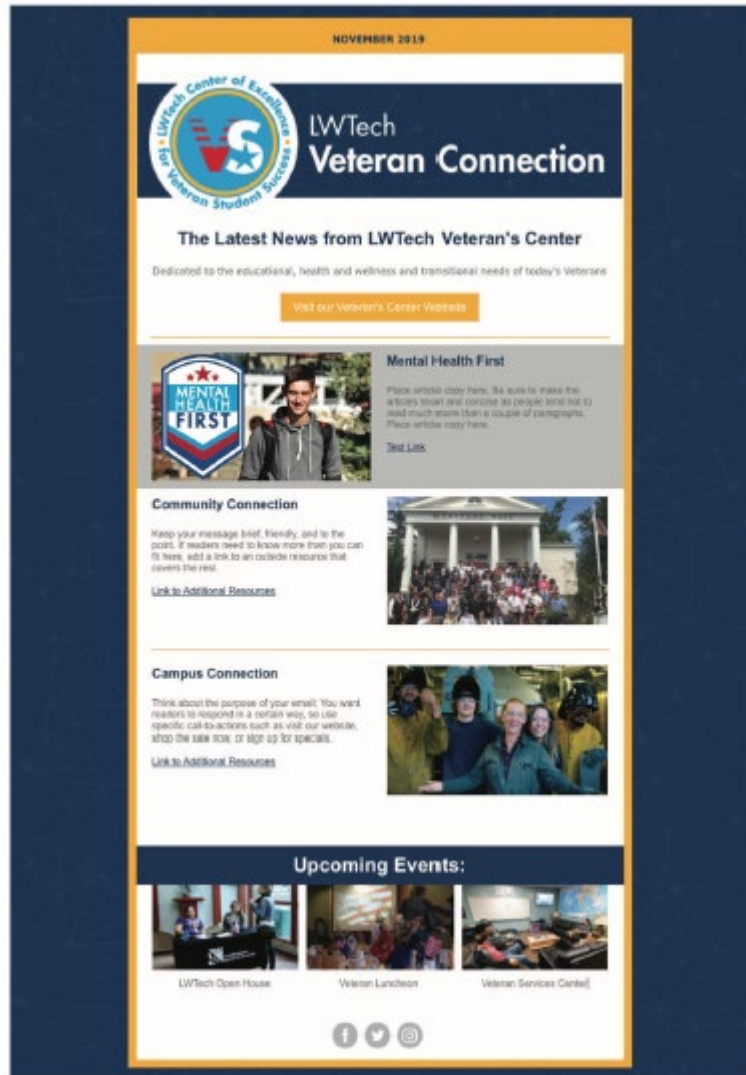 NOVEMBER 2019
LWTech Center of Excellence
for Veteran Student Success
VS
LWTech
Veteran Connection
The Latest News from LWTech Veteran's Center
Dedicated to the educational, health and wellness and transitional needs of today's Veterans
Visit our Veteran's Center Website
MENTAL
HEALTH
FIRST
Mental Health First
Place article copy here. Be sure to make the
articles short and concise as people tend not to
read much more than a couple of paragraphs.
Place article copy here.
Test Link
Community Connection
Keep your message brief, friendly, and to the
point. If readers need to know more than you can
fit here, add a link to an outside resource that
covers the rest.
Link to Additional Resources
Campus Connection
Think about the purpose of your email: You want
readers to respond in a certain way, so use
specific call-to-actions such as visit our website,
shop the sale now, or sign up for specials.
Link to Additional Resources
Upcoming Events:
LWTech Open House
Veteran Luncheon
Veteran Services Center